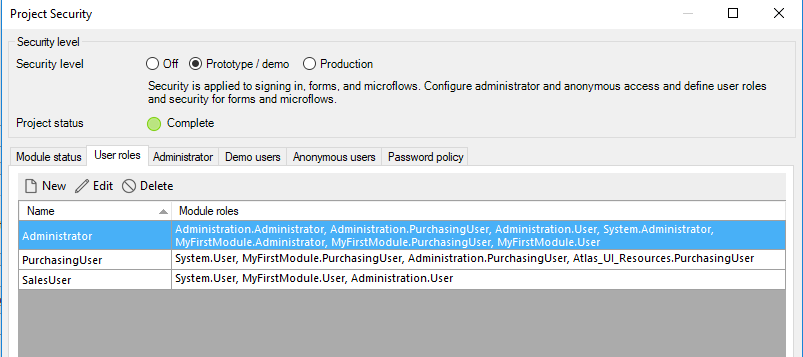 Project Security
Security level
Security level Off Prototype / demo Production
Security is applied to signing in, forms, and microflows. Configure administrator and anonymous access and define user roles
and security for forms and microflows.
Project status Complete
Module status User roles Administrator Demo users Anonymous users Password policy
New Edit Delete
Name Module roles
Administrator Administration.Administrator, Administration.PurchasingUser, Administration.User, System.Administrator,
MyFirstModule.Administrator, MyFirstModule.PurchasingUser, MyFirstModule.User
PurchasingUser System.User, MyFirstModule.PurchasingUser, Administration.PurchasingUser, Atlas_UI_Resources.PurchasingUser
SalesUser System.User, MyFirstModule.User, Administration.User